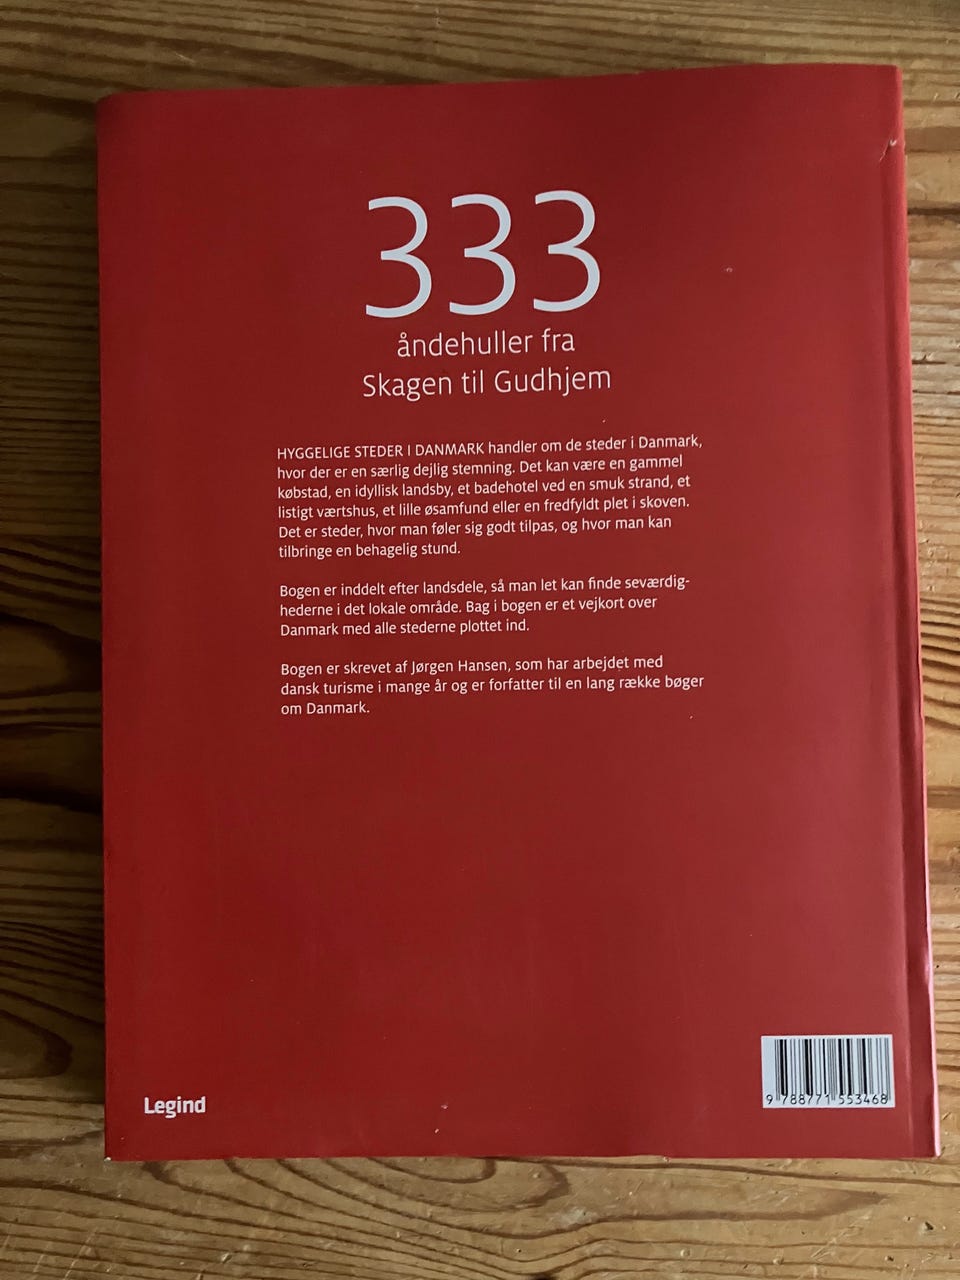 333
åndehuller fra
Skagen til Gudhjem
HYGGELIGE STEDER I DANMARK handler om de steder i Danmark,
hvor der er en særlig dejlig stemning. Det kan være en gammel
købstad, en idyllisk landsby, et badehotel ved en smuk strand, et
listigt værtshus, et lille øsamfund eller en fredfyldt plet i skoven.
Det er steder, hvor man føler sig godt tilpas, og hvor man kan
tilbringe en behagelig stund.
Bogen er inddelt efter landsdele, så man let kan finde seværdig-
hederne i det lokale område. Bag i bogen er et vejkort over
Danmark med alle stederne plottet ind.
Bogen er skrevet af Jørgen Hansen, som har arbejdet med
dansk turisme i mange år og er forfatter til en lang række bøger
om Danmark.
Legind
9 788771 553468